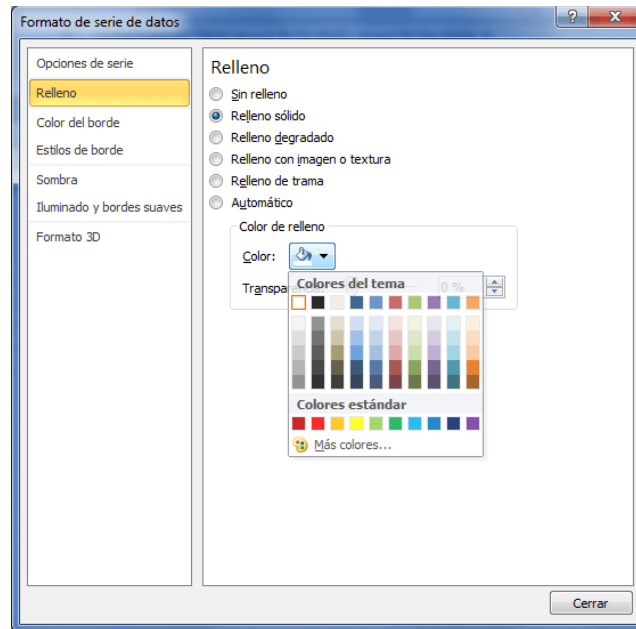 Formato de serie de datos
Opciones de serie
Relleno
Color del borde
Estilos de borde
Sombra
Iluminado y bordes suaves
Formato 3D
Relleno
Sin relleno
Relleno sólido
Relleno degradado
Relleno con imagen o textura
Relleno de trama
Automático
Color de relleno
Color:
Transparencia: 0 %
Colores del tema
Colores estándar
Más colores...
Cerrar